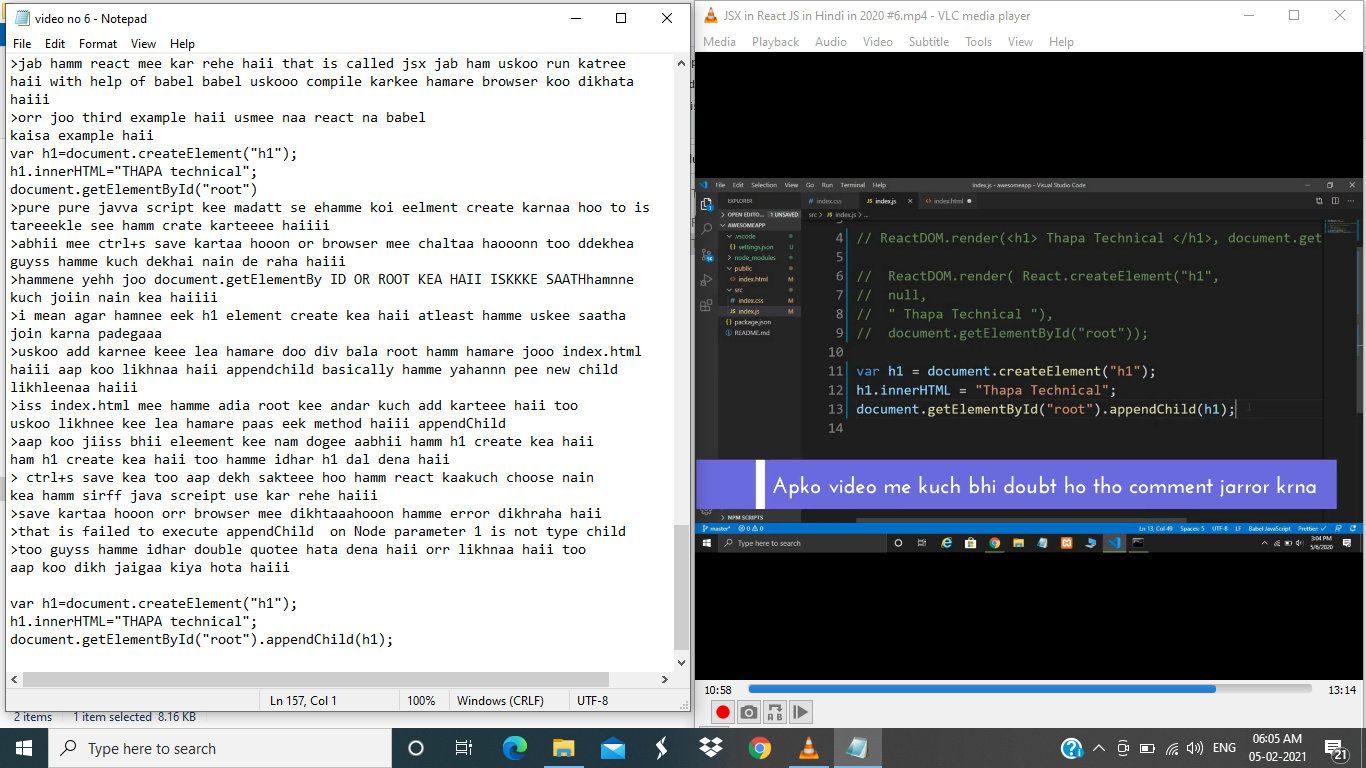 video no 6 - Notepad
File Edit Format View Help
>jab hamm react mee kar rehe haii that is called jsx jab ham uskoo run katree
haii with help of babel babel uskooo compile karkee hamare browser koo dikhata
haiii
>orr joo third example haii usmee naa react na babel
kaisa example haii
var h1=document.createElement("h1");
h1.innerHTML="THAPA technical";
document.getElementById("root")
>pure pure javva script kee madatt se ehamme koi eelment create karnaa hoo to is
tareeekle see hamm crate karteeee haiiii
>abhii mee ctrl+s save kartaa hooon or browser mee chaltaa haooonn too ddekhea
guyss hamme kuch dekhai nain de raha haiii
>hammene yehh joo document.getElementBy ID OR ROOT KEA HAII ISKKKE SAATHhamnne
kuch joiin nain kea haiiii
>i mean agar hamnee eek h1 element create kea haii atleast hamme uskee saatha
join karna padegaaa
>uskoo add karnee keee lea hamare doo div bala root hamm hamare jooo index.html
haiii aap koo likhnaa haii appendchild basically hamme yahannn pee new child
likhleenaa haiii
>iss index.html mee hamme adia root kee andar kuch add karteee haii too
uskoo likhnee kee lea hamare paas eek method haiii appendChild
>aap koo jiiss bhii eleement kee nam dogee aabhii hamm h1 create kea haii
ham h1 create kea haii too hamme idhar h1 dal dena haii
> ctrl+s save kea too aap dekh sakteee hoo hamm react kaakuch choose nain
kea hamm sirff java screipt use kar rehe haiii
>save kartaa hooon orr browser mee dikhtaaahooon hamme error dikhraha haii
>that is failed to execute appendChild  on Node parameter 1 is not type child
>too guyss hamme idhar double quotee hata dena haii orr likhnaa haii too
aap koo dikh jaigaa kiya hota haiii
var h1=document.createElement("h1");
h1.innerHTML="THAPA technical";
document.getElementById("root").appendChild(h1);
Ln 157, Col 1 100% Windows (CRLF) UTF-8
2 items 1 item selected 8.16 KB
JSX in React JS in Hindi in 2020 #6.mp4 - VLC media player
Media Playback Audio Video Subtitle Tools View Help
File Edit Selection View Go Run Terminal Help index.js - awesomeapp - Visual Studio Code
EXPLORER index.css index.js index.html
OPEN EDITO... 1 UNSAVED src > index.js > ...
AWESOMEAPP
.vscode
settings.json U
node_modules
public
index.html M
src
index.css M
index.js M
package.json
README.md
4 // ReactDOM.render(<h1> Thapa Technical </h1>, document.get
5
6 //  ReactDOM.render( React.createElement("h1",
7 //  null,
8 //  " Thapa Technical "),
9 //  document.getElementById("root"));
10
11 var h1 = document.createElement("h1");
12 h1.innerHTML = "Thapa Technical";
13 document.getElementById("root").appendChild(h1);
14
Apko video me kuch bhi doubt ho tho comment jarror krna
NPM SCRIPTS
master* 0 0 Ln 13, Col 49 Spaces: 5 UTF-8 LF Babel JavaScript Prettier: ✓
Type here to search 3:04 PM
5/6/2020
10:58 13:14
Type here to search ENG 06:05 AM
05-02-2021 21